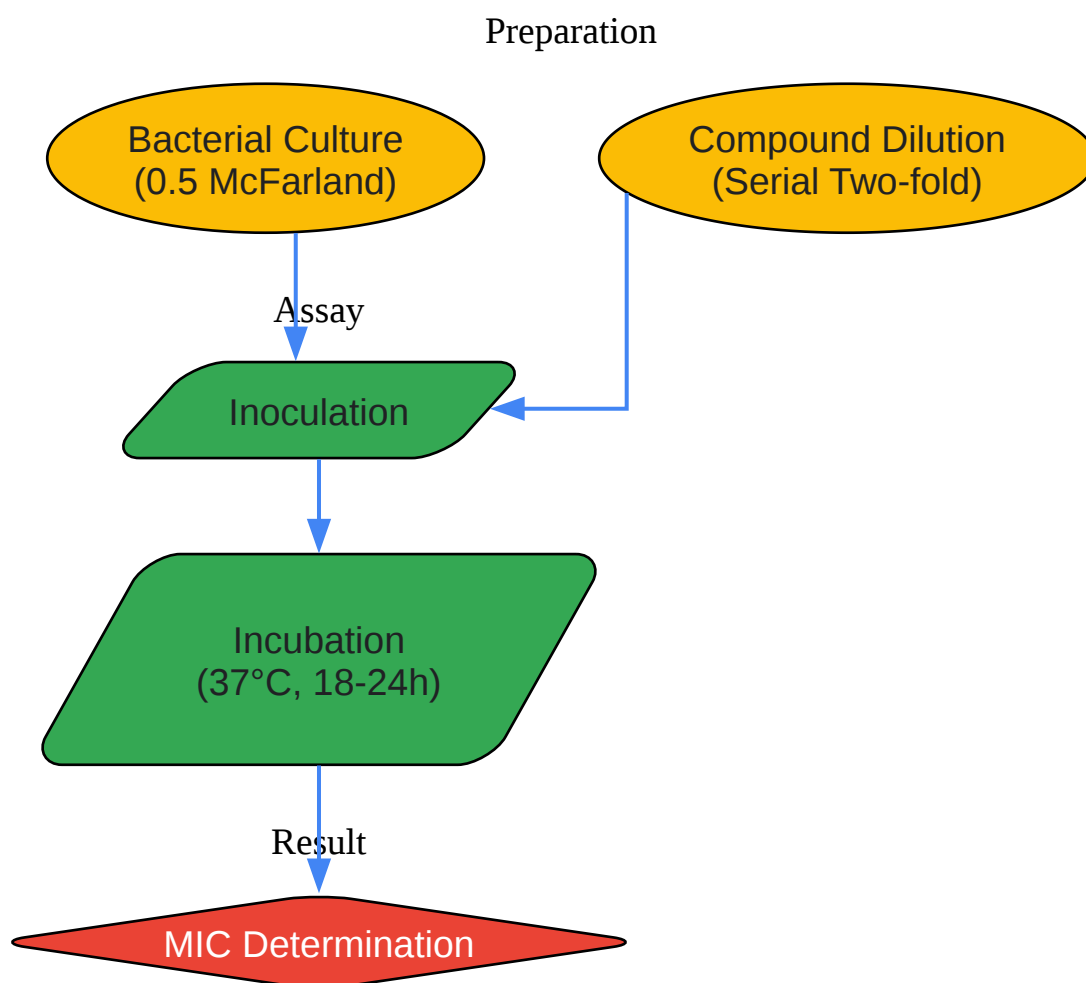 Preparation
Bacterial Culture
(0.5 McFarland)
Compound Dilution
(Serial Two-fold)
Assay
Inoculation
Incubation
(37°C, 18-24h)
Result
MIC Determination